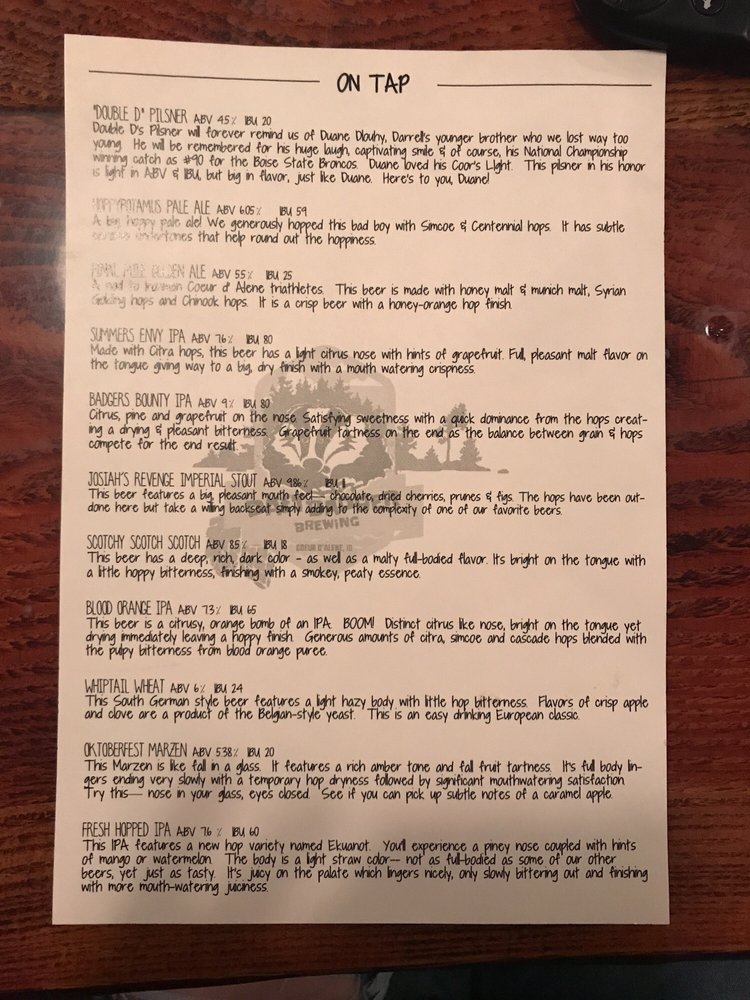 ON TAP
"DOUBLE D" PILSNER ABV 4.5% IBU 20
Double D's Pilsner will forever remind us of Duane Dlouhy, Darrell's younger brother who we lost way too
young. He will be remembered for his huge laugh, captivating smile & of course, his National Championship
winning catch as #90 for the Boise State Broncos. Duane loved his Coor's Light. This pilsner in his honor
is light in ABV & IBU, but big in flavor, just like Duane. Here's to you, Duane!
HOPPYPOTAMUS PALE ALE ABV 6.05% IBU 59
A big hoppy pale ale! We generously hopped this bad boy with Simcoe & Centennial hops. It has subtle
undertones that help round out the hoppiness.
GOLDEN ALE ABV 5.5% IBU 25
A nod to Ironman Coeur d' Alene triathletes. This beer is made with honey malt & munich malt, Syrian
Golding hops and Chinook hops. It is a crisp beer with a honey-orange hop finish.
SUMMERS ENVY IPA ABV 7.6% IBU 80
Made with Citra hops, this beer has a light citrus nose with hints of grapefruit. Full, pleasant malt flavor on
the tongue giving way to a big, dry finish with a mouth watering crispness.
BADGERS BOUNTY IPA ABV 9% IBU 80
Citrus, pine and grapefruit on the nose. Satisfying sweetness with a quick dominance from the hops creat-
ing a drying & pleasant bitterness. Grapefruit tartness on the end as the balance between grain & hops
compete for the end result.
JOSIAH'S REVENGE IMPERIAL STOUT ABV 9.86% IBU
This beer features a big, pleasant mouth feel— chocolate, dried cherries, prunes & figs. The hops have been out-
done here but take a willing backseat simply adding to the complexity of one of our favorite beers.
BREWING
COEUR D'ALENE, ID
SCOTCHY SCOTCH SCOTCH ABV 8.5% IBU 18
This beer has a deep, rich, dark color - as well as a malty full-bodied flavor. Its bright on the tongue with
a little hoppy bitterness, finishing with a smokey, peaty essence.
BLOOD ORANGE IPA ABV 7.3% IBU 65
This beer is a citrusy, orange bomb of an IPA. BOOM! Distinct citrus like nose, bright on the tongue yet
drying immediately leaving a hoppy finish. Generous amounts of citra, simcoe and cascade hops blended with
the pulpy bitterness from blood orange puree.
WHIPTAIL WHEAT ABV 6% IBU 24
This South German style beer features a light hazy body with little hop bitterness. Flavors of crisp apple
and clove are a product of the Belgian-style yeast. This is an easy drinking European classic.
OKTOBERFEST MARZEN ABV 5.38% IBU 20
This Marzen is like fall in a glass. It features a rich amber tone and fall fruit tartness. It's full body lin-
gers ending very slowly with a temporary hop dryness followed by significant mouthwatering satisfaction.
Try this— nose in your glass, eyes closed. See if you can pick up subtle notes of a caramel apple.
FRESH HOPPED IPA ABV 7.6 % IBU 60
This IPA features a new hop variety named Ekuanot. You'll experience a piney nose coupled with hints
of mango or watermelon. The body is a light straw color-- not as full-bodied as some of our other
beers, yet just as tasty. It's juicy on the palate which lingers nicely, only slowly bittering out and finishing
with more mouth-watering juiciness.